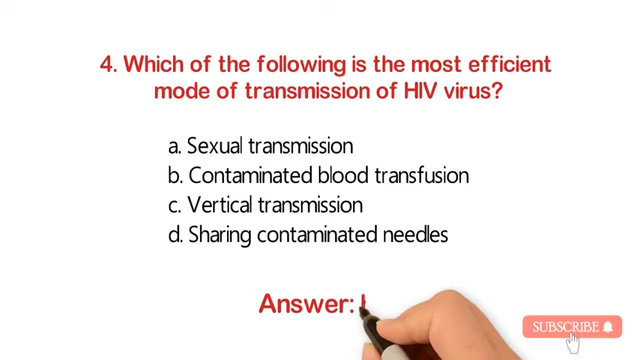 4. Which of the following is the most efficient
mode of transmission of HIV virus?
a. Sexual transmission
b. Contaminated blood transfusion
c. Vertical transmission
d. Sharing contaminated needles
Answer:
SUBSCRIBE